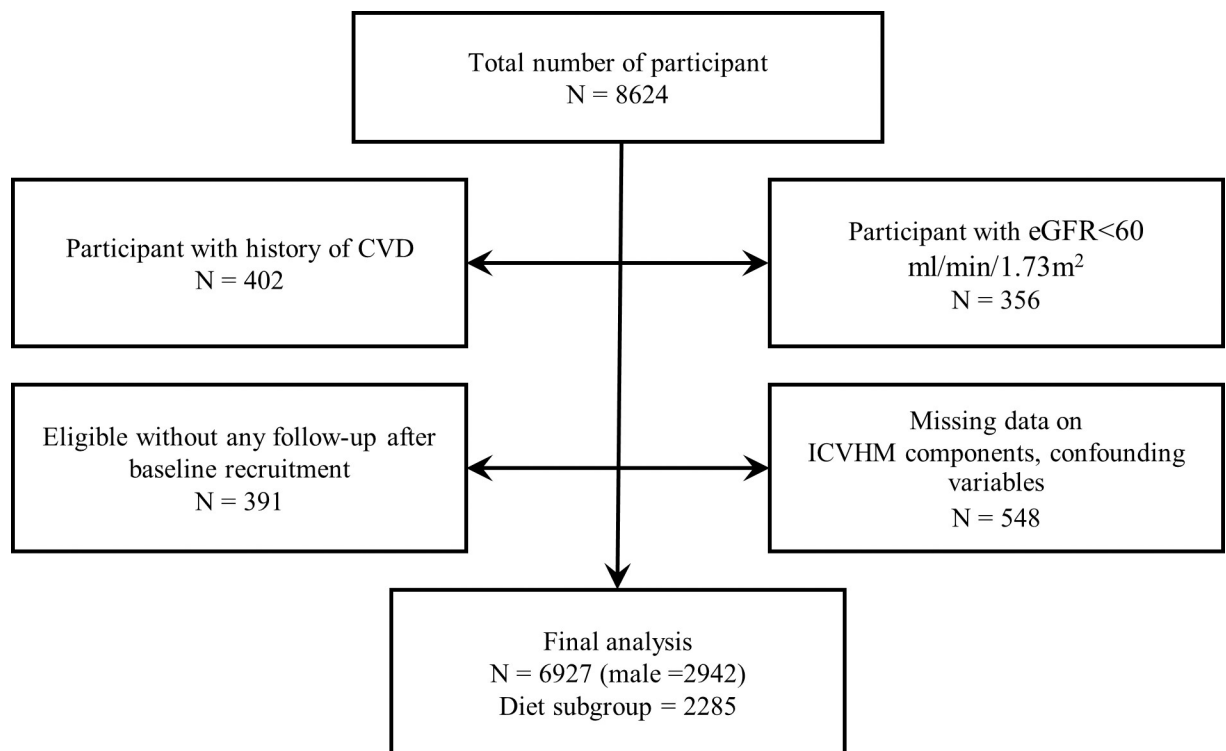 Total number of participant
N = 8624
Participant with history of CVD
N = 402
Participant with eGFR<60
ml/min/1.73m²
N = 356
Eligible without any follow-up after
baseline recruitment
N = 391
Missing data on
ICVHM components, confounding
variables
N = 548
Final analysis
N = 6927 (male =2942)
Diet subgroup = 2285